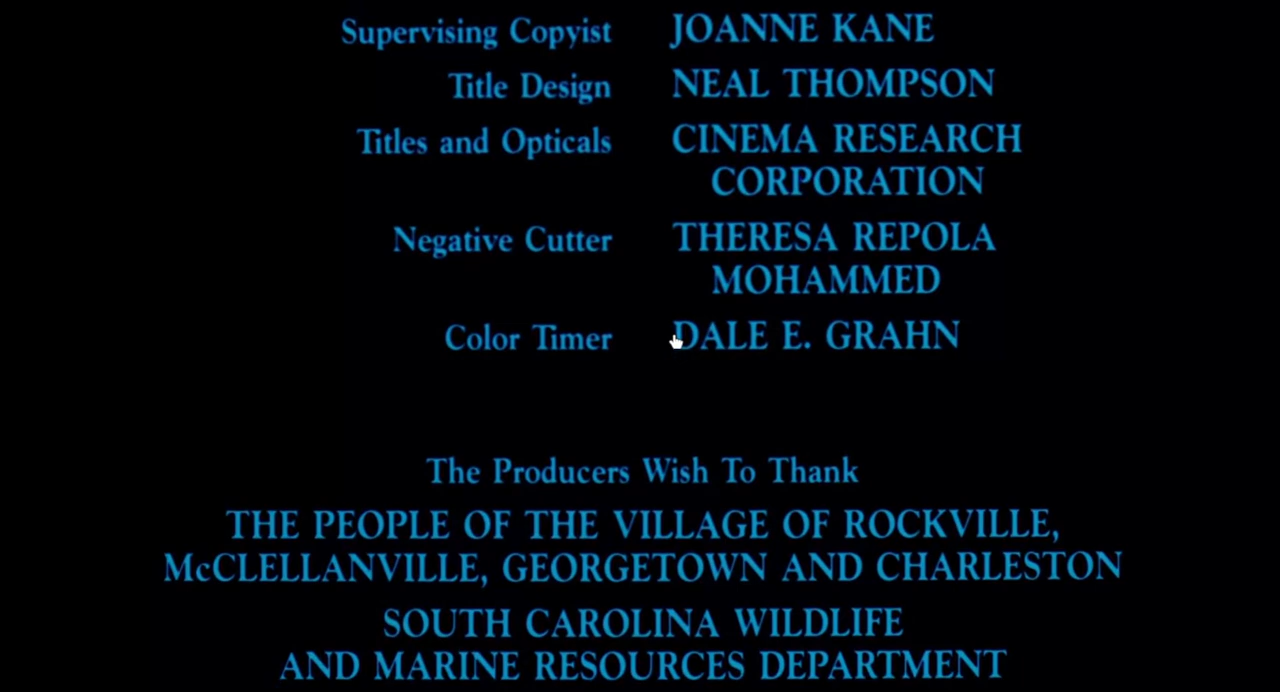 Supervising Copyist JOANNE KANE
Title Design NEAL THOMPSON
Titles and Opticals CINEMA RESEARCH
CORPORATION
Negative Cutter THERESA REPOLA
MOHAMMED
Color Timer DALE E. GRAHN
The Producers Wish To Thank
THE PEOPLE OF THE VILLAGE OF ROCKVILLE,
McCLELLANVILLE, GEORGETOWN AND CHARLESTON
SOUTH CAROLINA WILDLIFE
AND MARINE RESOURCES DEPARTMENT